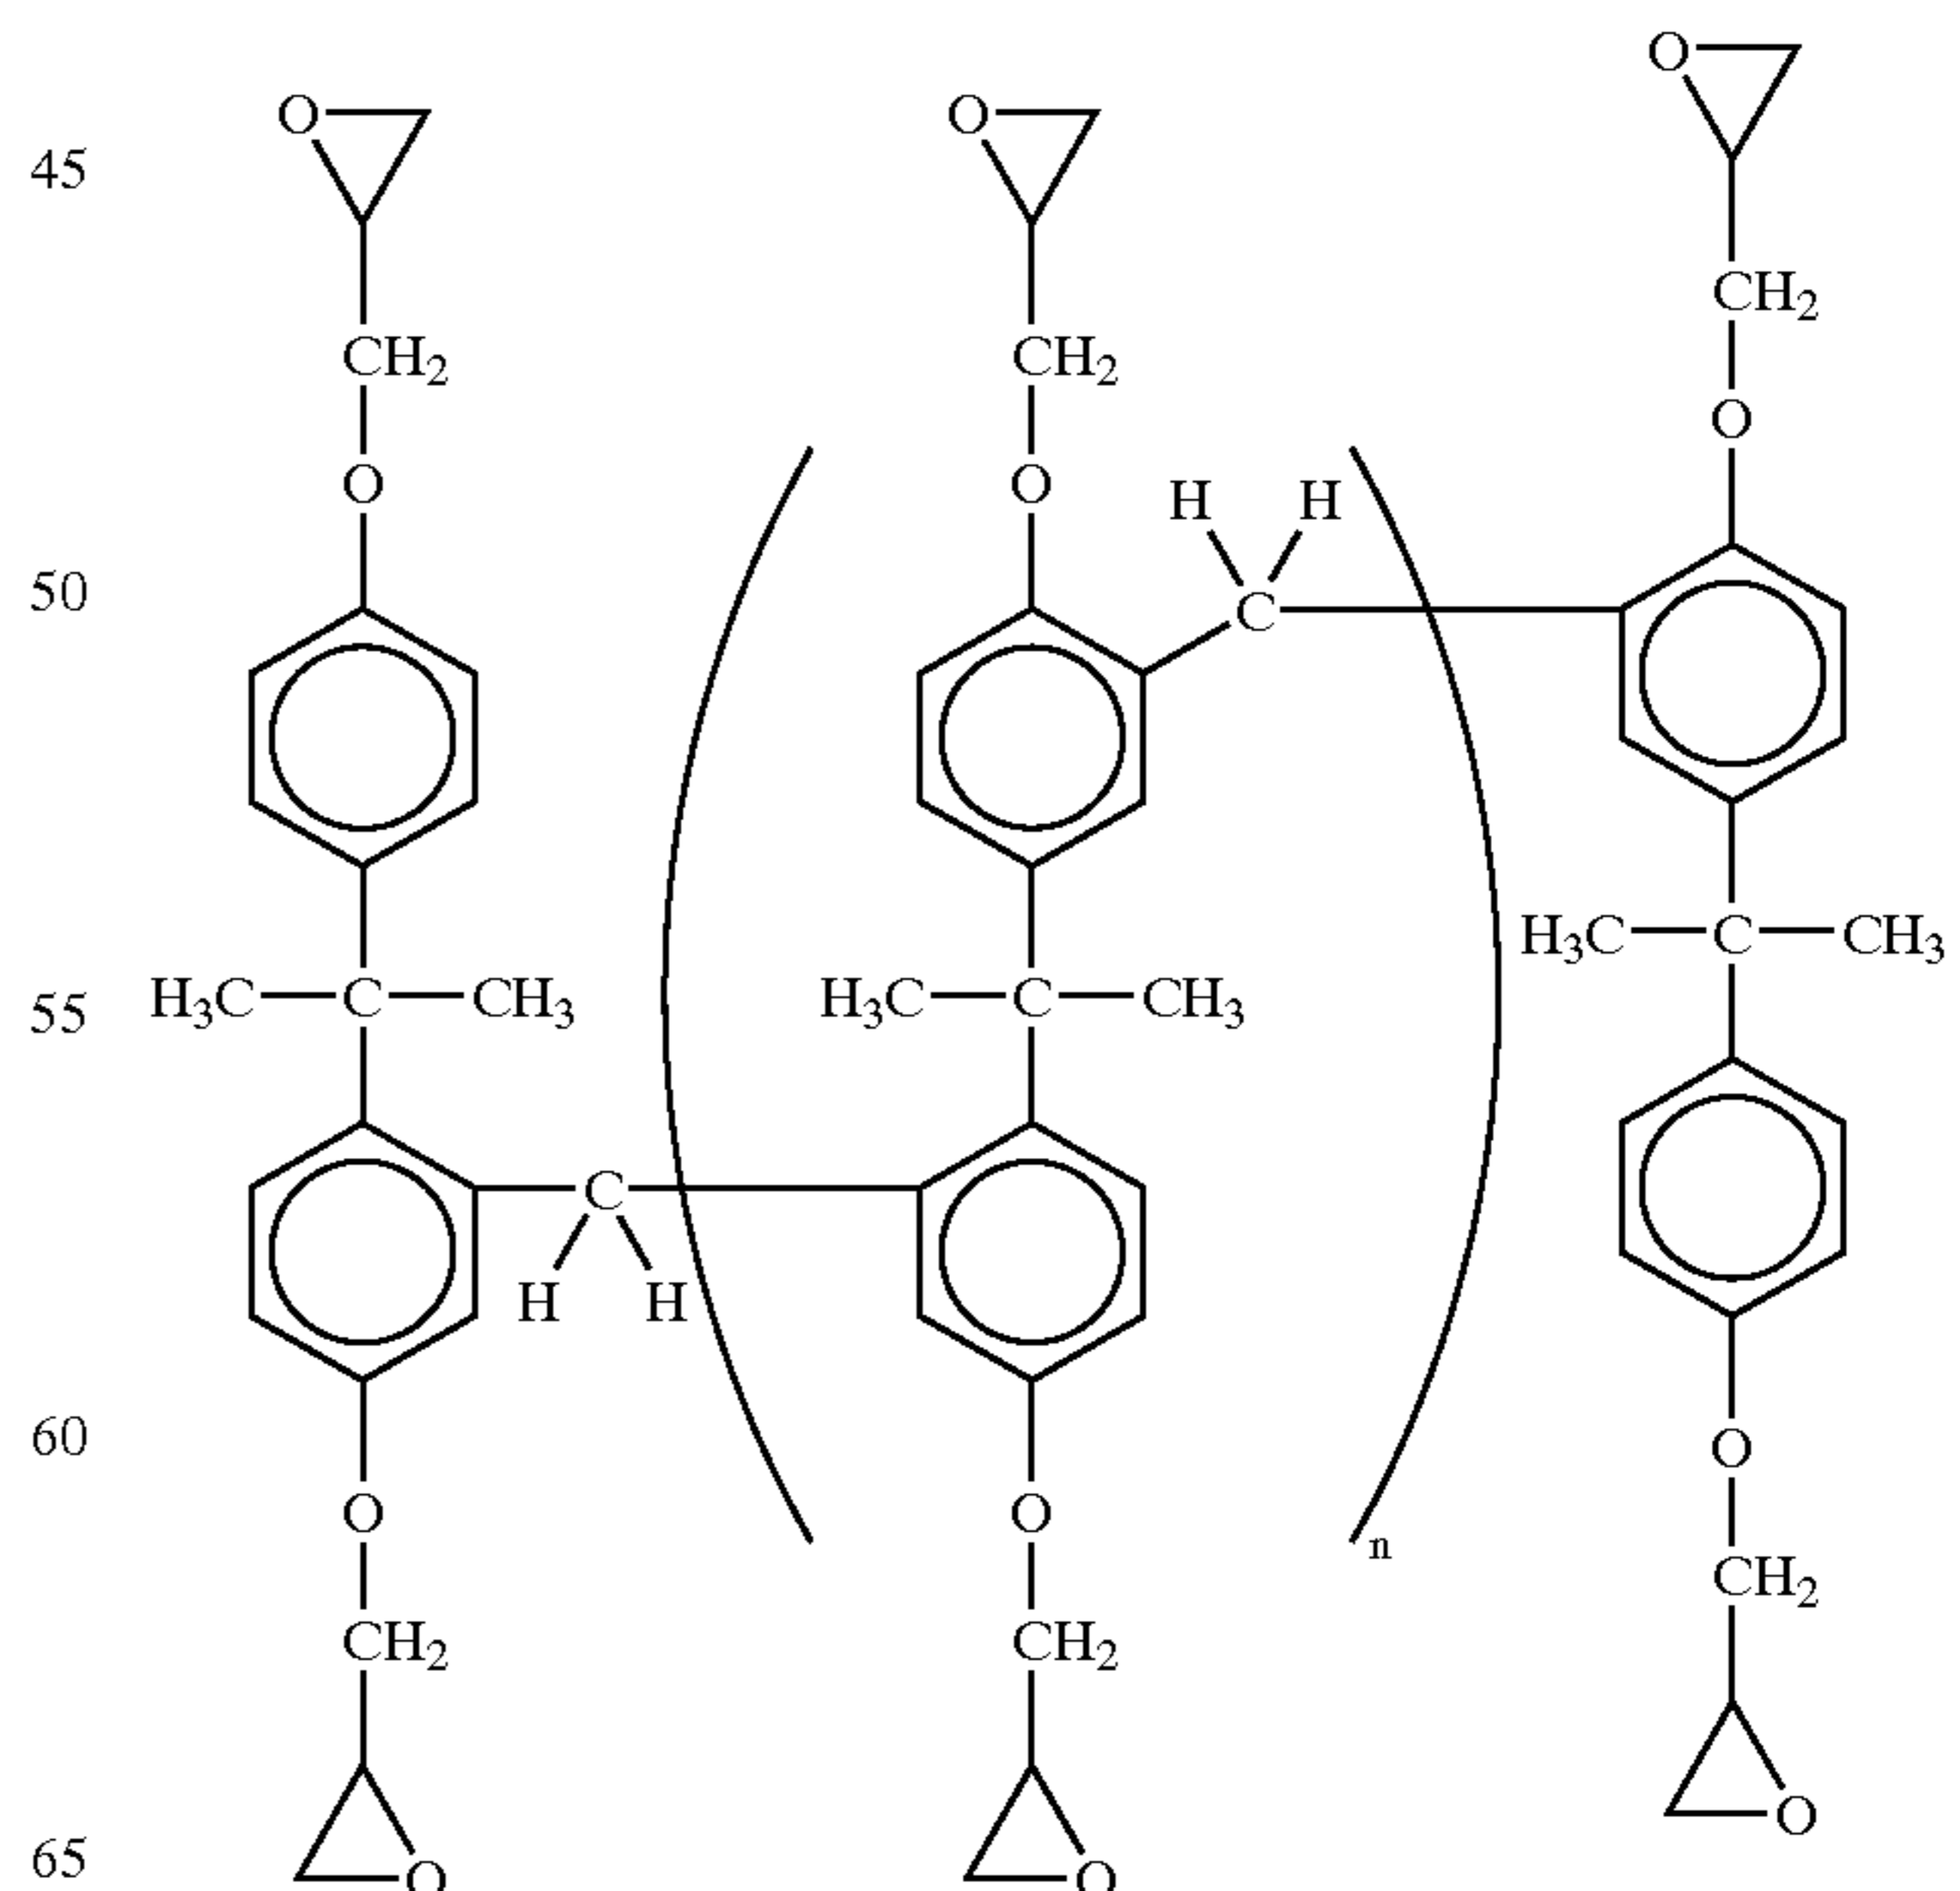 O
O O
45
CH2
CH2 CH2
O
O O
H H
50
C
H3C C CH3
H3C C CH3 H3C C CH3
55
C
H H
60
O
O O
n
CH2
CH2 CH2
O
65
O O